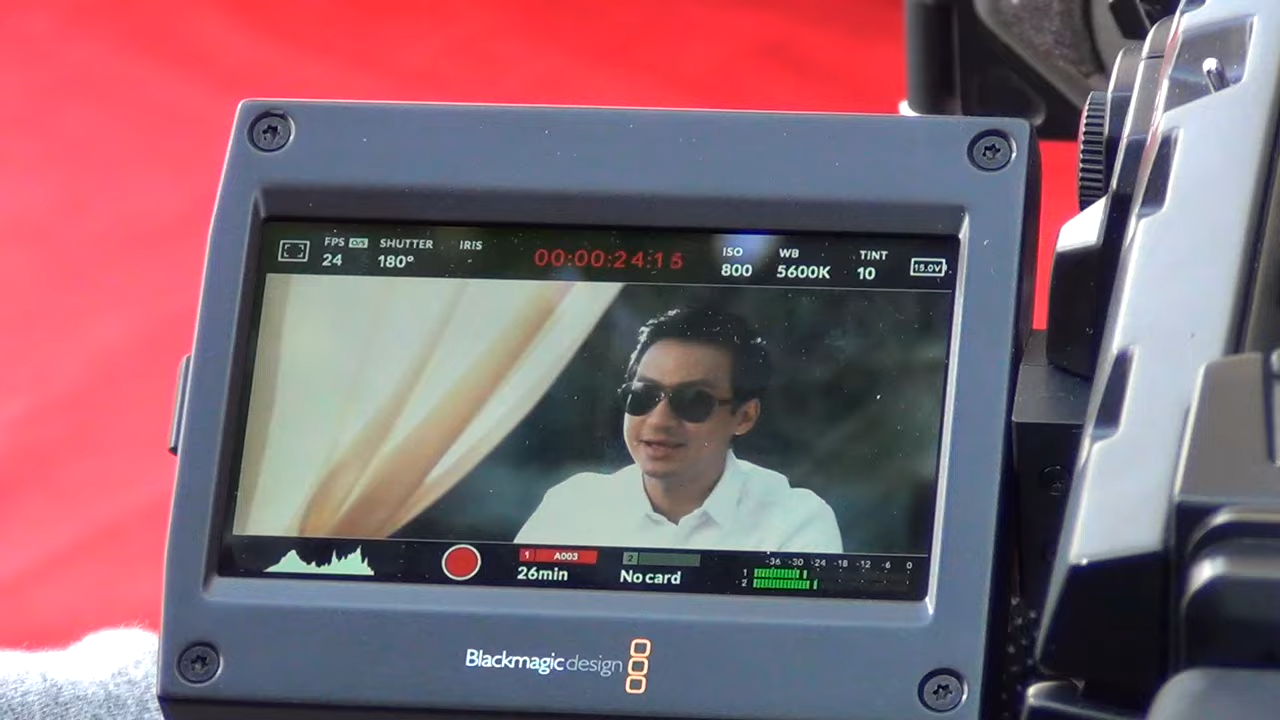 FPS O/S SHUTTER IRIS 00:00:24:15 ISO WB TINT
24 180° - 800 5600K 10 15.0V
1 A003 2 -36 -30 -24 -18 -12 -6 0
26min No card 1
2
Blackmagicdesign